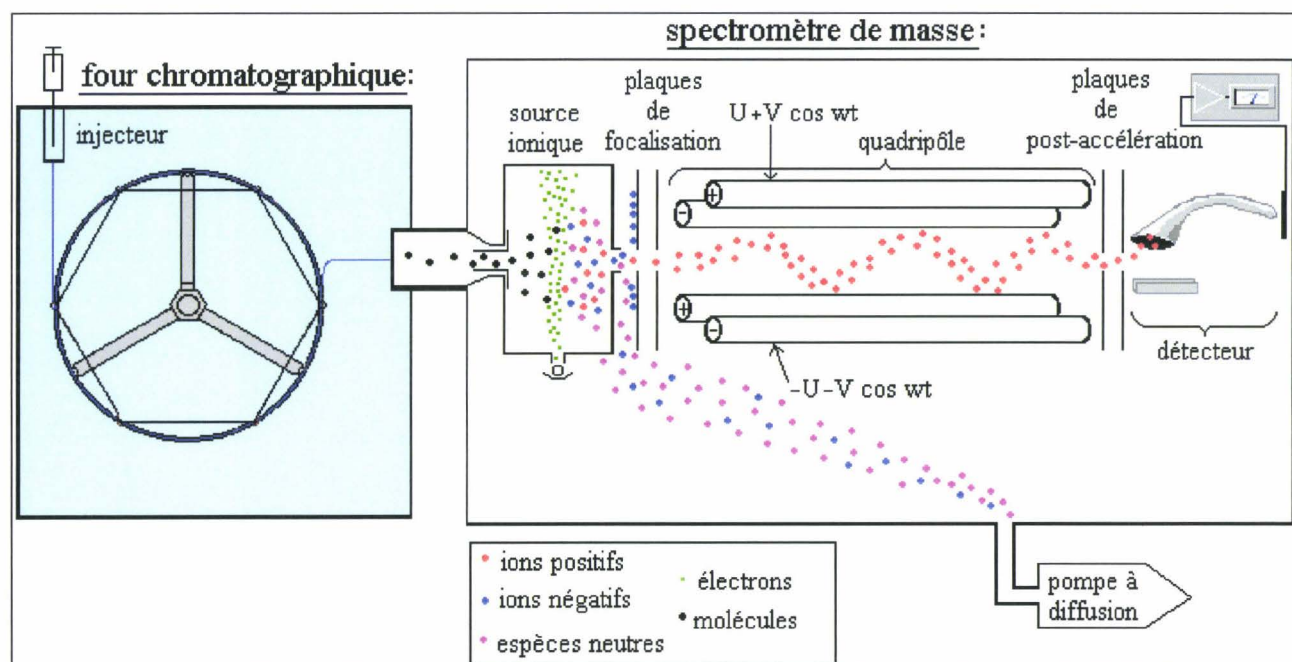 spectromètre de masse:
four chromatographique:
injecteur
source
ionique
plaques
de
focalisation
U+V cos wt
quadripôle
plaques
de
post-accélération
+
-
+
-
détecteur
-U-V cos wt
ions positifs
ions négatifs
espèces neutres
électrons
molécules
pompe à
diffusion